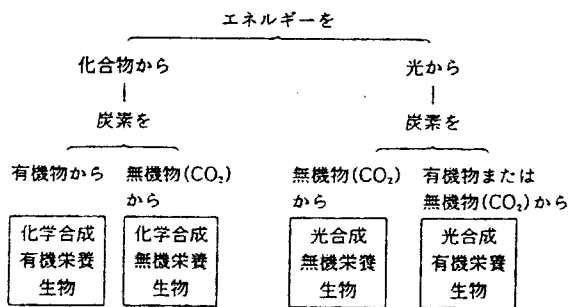 エネルギーを
化合物から 光から
炭素を 炭素を
有機物から 無機物(CO₂)から 無機物(CO₂)から 有機物または無機物(CO₂)から
化学合成 化学合成 光合成 光合成
有機栄養 無機栄養 無機栄養 有機栄養
生物 生物 生物 生物